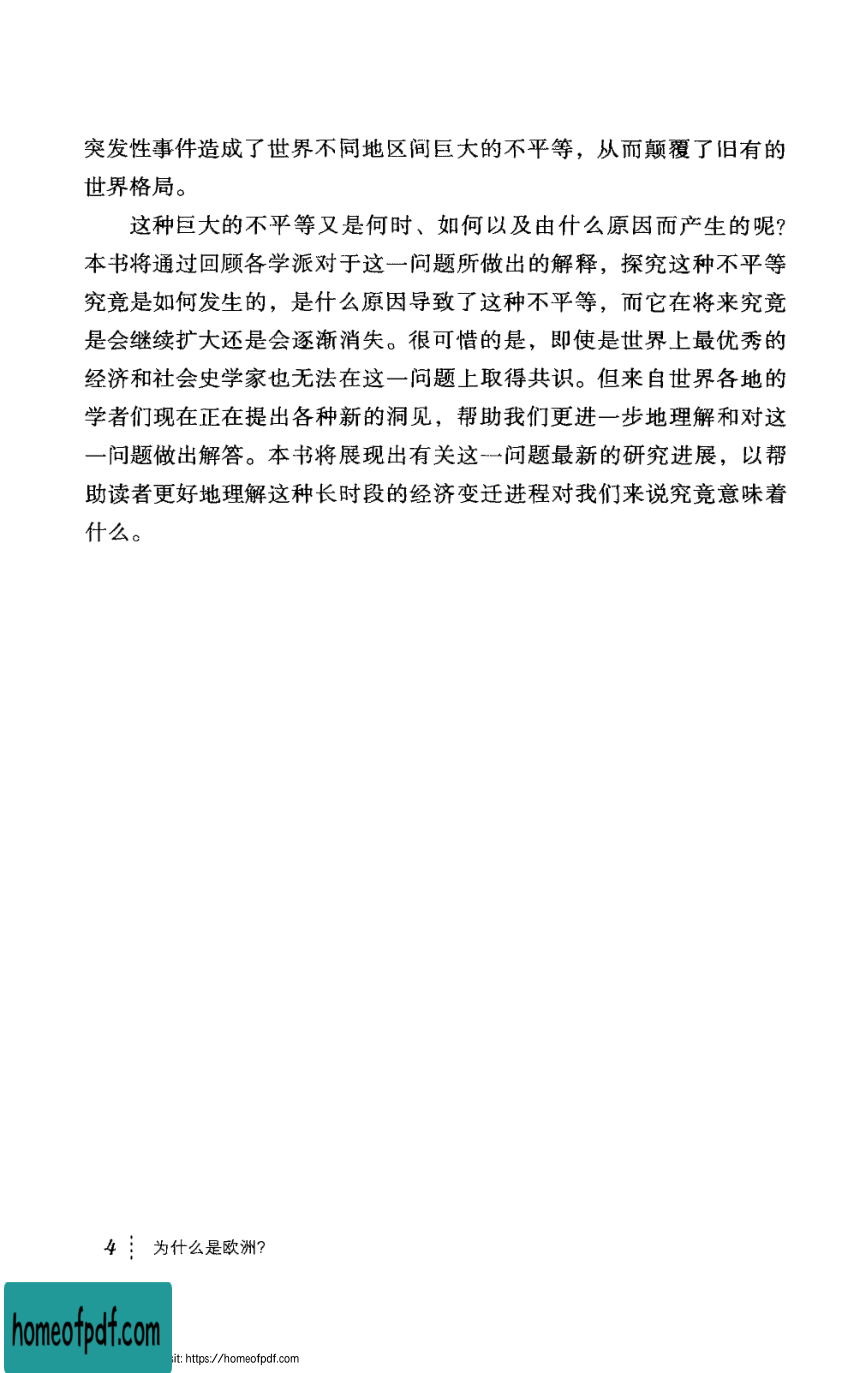 突发性事件造成了世界不同地区间巨大的不平等，从而颠覆了旧有的
世界格局。
这种巨大的不平等又是何时、如何以及由什么原因而产生的呢?
本书将通过回顾各学派对于这一问题所做出的解释，探究这种不平等
究竟是如何发生的，是什么原因导致了这种不平等，而它在将来究竟
是会继续扩大还是会逐渐消失。很可惜的是，即使是世界上最优秀的
经济和社会史学家也无法在这一问题上取得共识。但来自世界各地的
学者们现在正在提出各种新的洞见，帮助我们更进一步地理解和对这
一问题做出解答。本书将展现出有关这一问题最新的研究进展，以帮
助读者更好地理解这种长时段的经济变迁进程对我们来说究竟意味着
什么。
4 为什么是欧洲?
homeofpdf.com
sit: https://homeofpdf.com